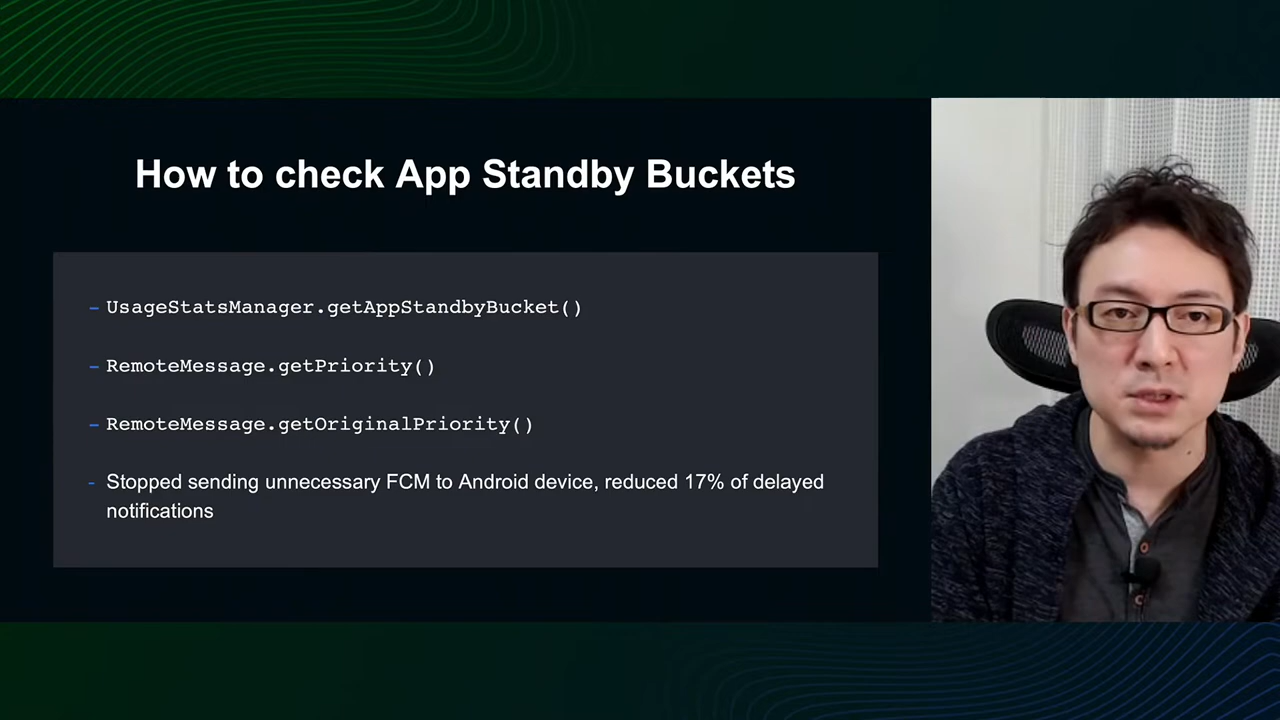 How to check App Standby Buckets
– UsageStatsManager.getAppStandbyBucket()
– RemoteMessage.getPriority()
– RemoteMessage.getOriginalPriority()
- Stopped sending unnecessary FCM to Android device, reduced 17% of delayed
notifications